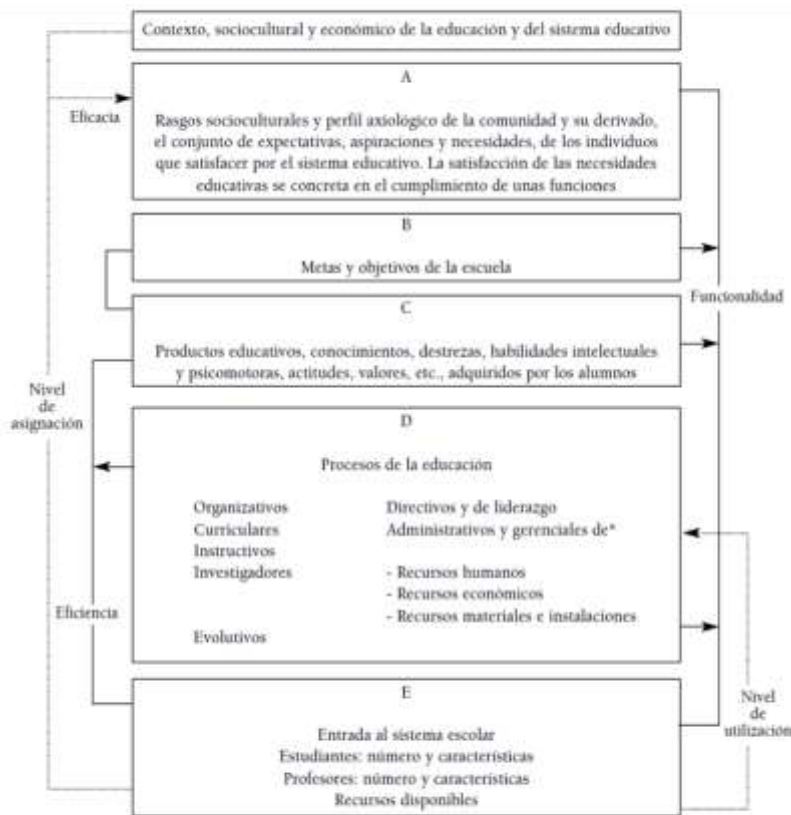 Contexto, sociocultural y económico de la educación y del sistema educativo
A
Eficacia
Rasgos socioculturales y perfil axiológico de la comunidad y su derivado,
el conjunto de expectativas, aspiraciones y necesidades, de los individuos
que satisfacer por el sistema educativo. La satisfacción de las necesidades
educativas se concreta en el cumplimiento de unas funciones
B
Metas y objetivos de la escuela
Funcionalidad
C
Productos educativos, conocimientos, destrezas, habilidades intelectuales
y psicomotoras, actitudes, valores, etc., adquiridos por los alumnos
Nivel
de
asignación
D
Procesos de la educación
Organizativos Directivos y de liderazgo
Curriculares Administrativos y gerenciales de*
Instructivos
Investigadores - Recursos humanos
- Recursos económicos
Eficiencia
- Recursos materiales e instalaciones
Evolutivos
E
Nivel
de
utilización
Entrada al sistema escolar
Estudiantes: número y características
Profesores: número y características
Recursos disponibles